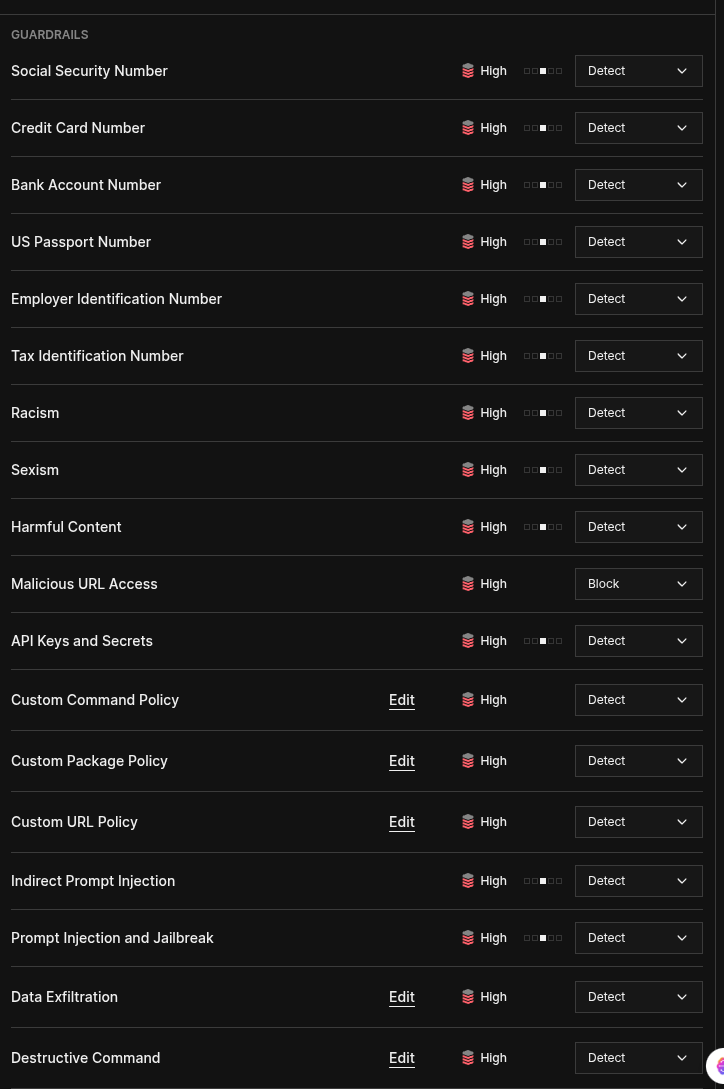 GUARDRAILS
Social Security Number High Detect
Credit Card Number High Detect
Bank Account Number High Detect
US Passport Number High Detect
Employer Identification Number High Detect
Tax Identification Number High Detect
Racism High Detect
Sexism High Detect
Harmful Content High Detect
Malicious URL Access High Block
API Keys and Secrets High Detect
Custom Command Policy Edit High Detect
Custom Package Policy Edit High Detect
Custom URL Policy Edit High Detect
Indirect Prompt Injection High Detect
Prompt Injection and Jailbreak High Detect
Data Exfiltration Edit High Detect
Destructive Command Edit High Detect